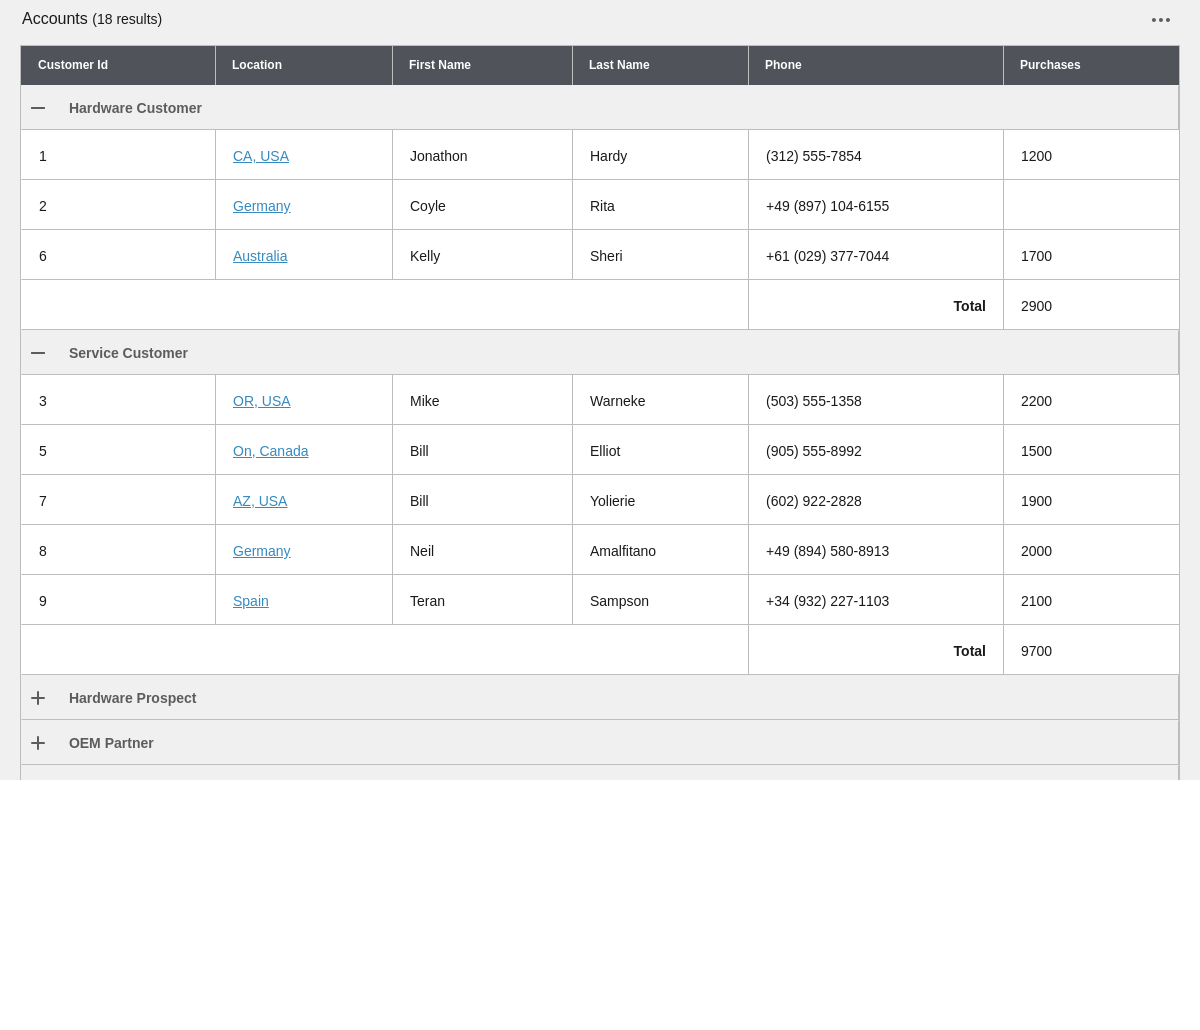 Accounts (18 results)
Customer Id Location First Name Last Name Phone Purchases
Hardware Customer
1 CA, USA Jonathon Hardy (312) 555-7854 1200
2 Germany Coyle Rita +49 (897) 104-6155
6 Australia Kelly Sheri +61 (029) 377-7044 1700
Total 2900
Service Customer
3 OR, USA Mike Warneke (503) 555-1358 2200
5 On, Canada Bill Elliot (905) 555-8992 1500
7 AZ, USA Bill Yolierie (602) 922-2828 1900
8 Germany Neil Amalfitano +49 (894) 580-8913 2000
9 Spain Teran Sampson +34 (932) 227-1103 2100
Total 9700
Hardware Prospect
OEM Partner